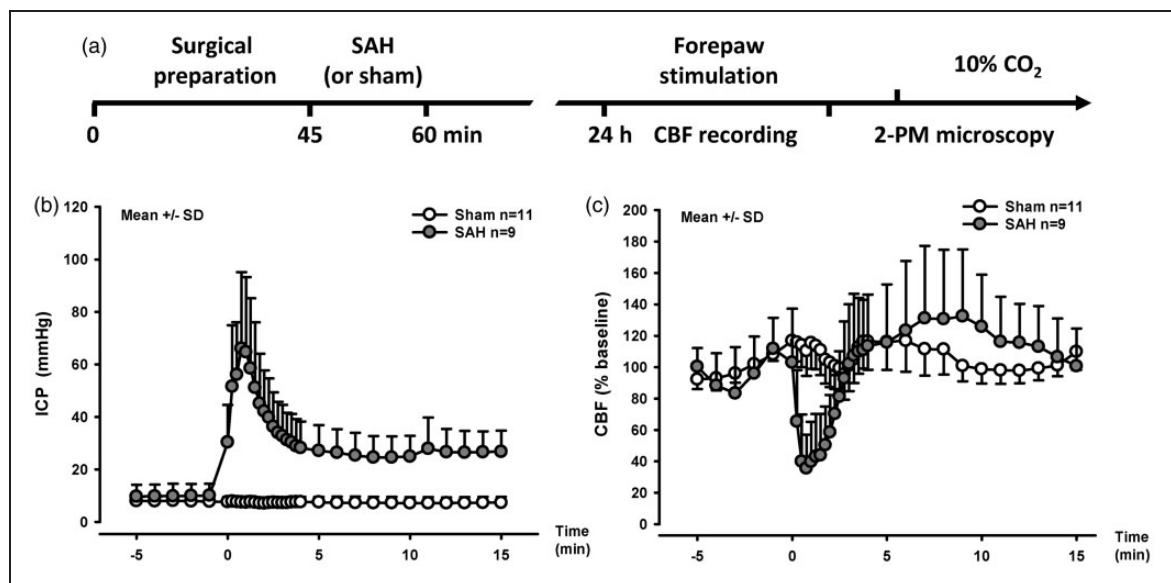 (a)
Surgical preparation
SAH (or sham)
Forepaw stimulation
10% CO₂
0
45
60 min
24 h
CBF recording
2-PM microscopy
(b)
Mean +/- SD
Sham n=11
SAH n=9
ICP (mmHg)
120
100
80
60
40
20
0
-5
0
5
10
15
Time (min)
(c)
Mean +/- SD
Sham n=11
SAH n=9
CBF (% baseline)
200
180
160
140
120
100
80
60
40
20
0
-5
0
5
10
15
Time (min)